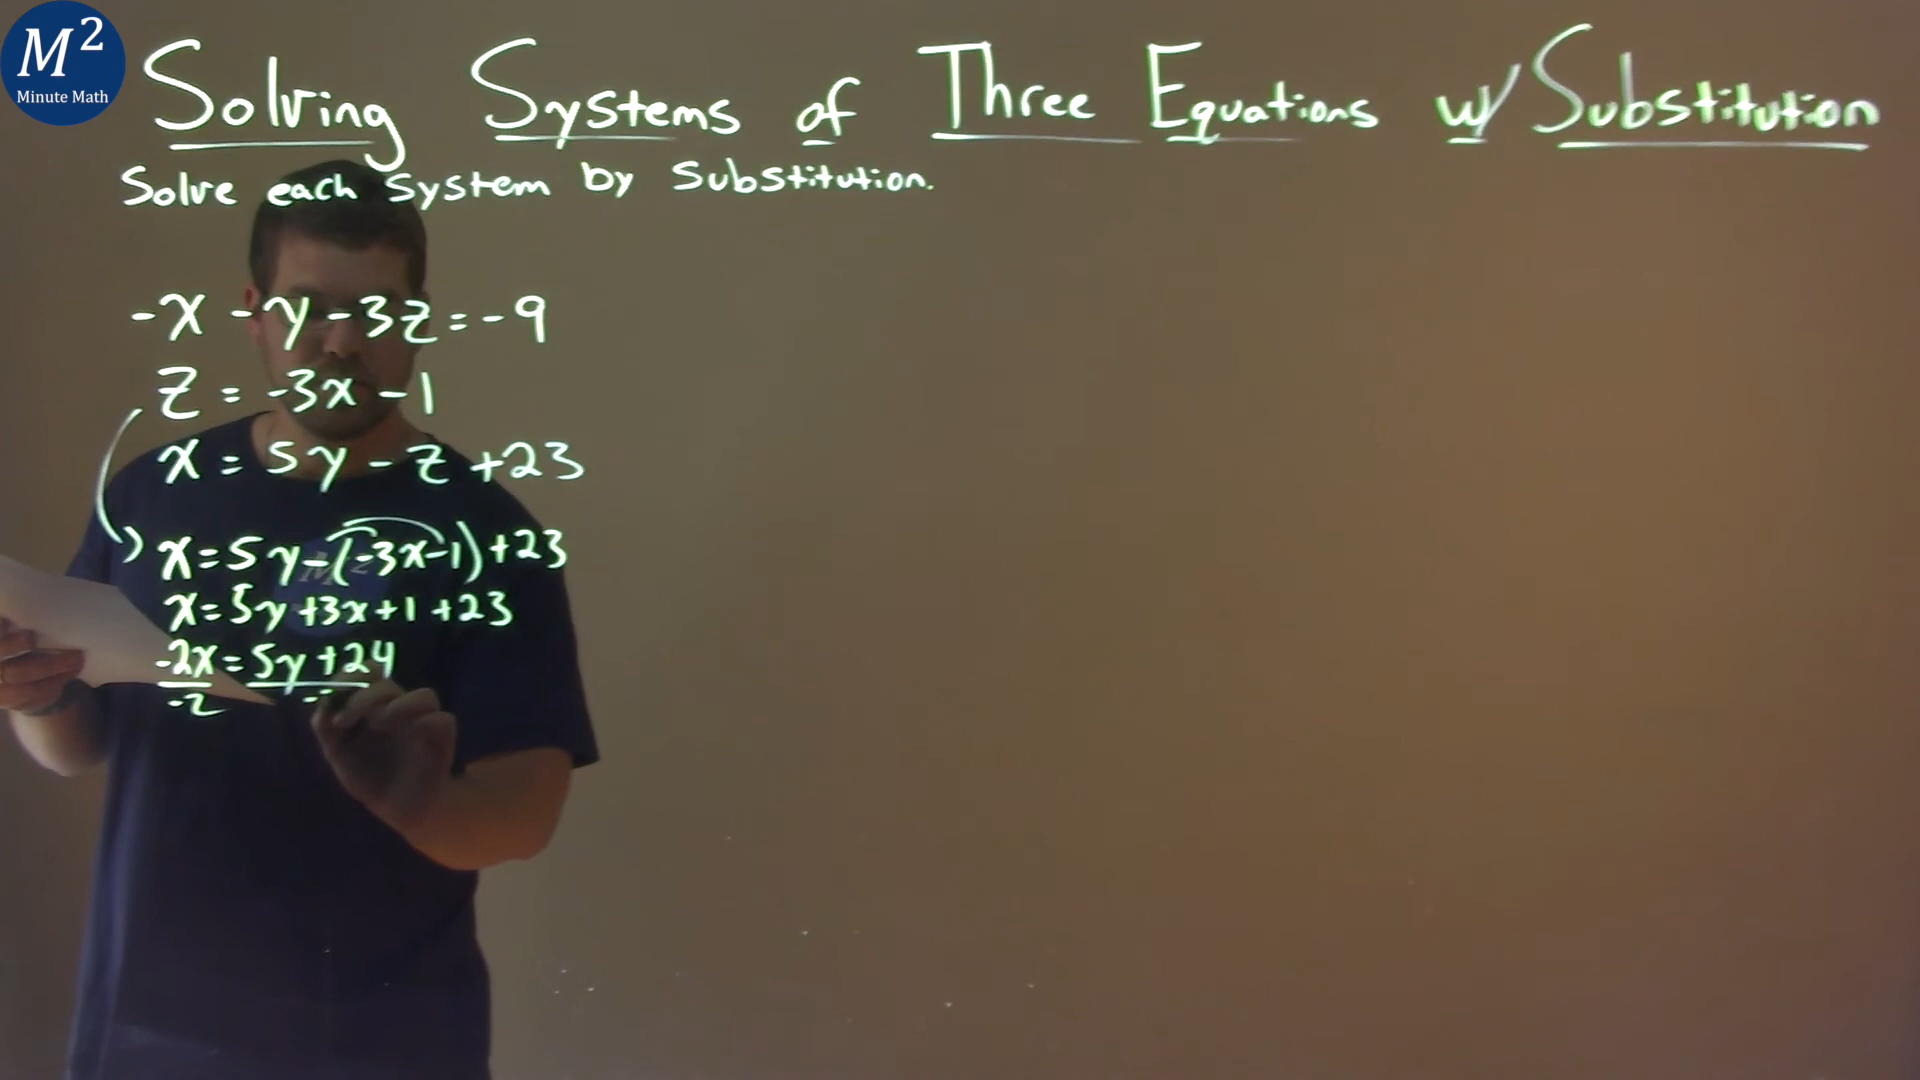 M²
Minute Math
Solving Systems of Three Equations w/ Substitution
Solve each system by substitution.
-x - y - 3z = -9
z = -3x - 1
x = 5y - z + 23
x = 5y - (-3x - 1) + 23
x = 5y + 3x + 1 + 23
-2x = 5y + 24
-2